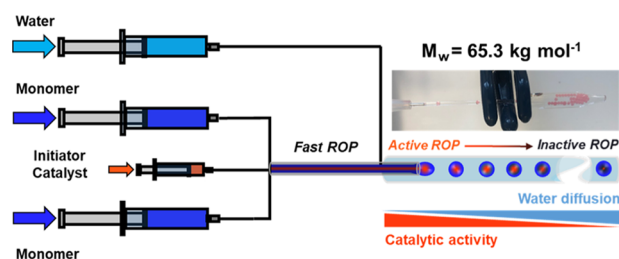 Water
Monomer
Initiator
Catalyst
Monomer
Fast ROP
M_w = 65.3 kg mol⁻¹
Active ROP
Inactive ROP
Water diffusion
Catalytic activity